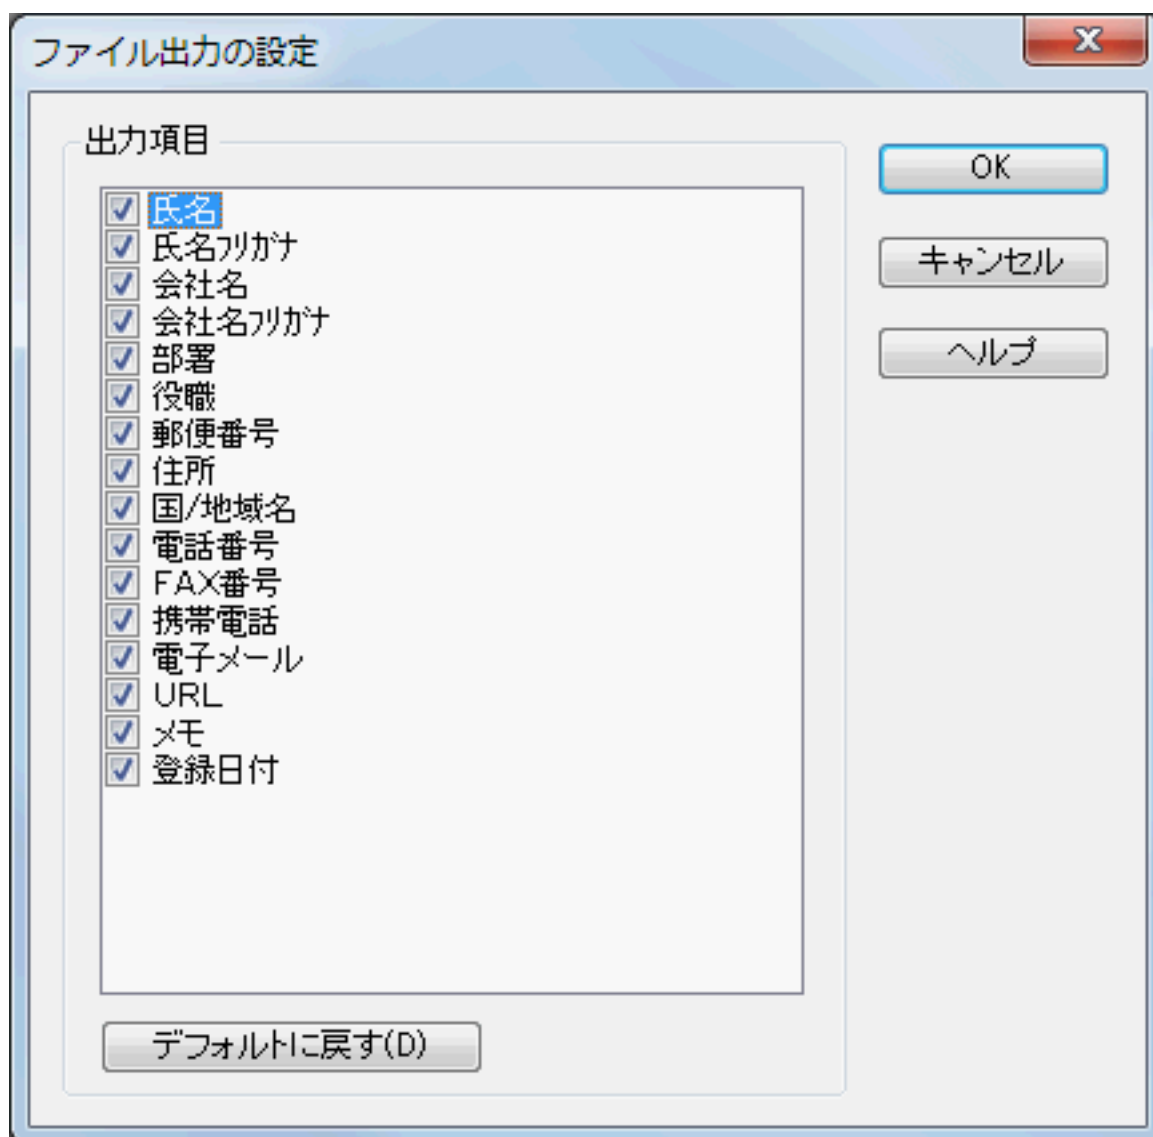 ファイル出力の設定
出力項目
氏名
氏名ﾌﾘｶﾞﾅ
会社名
会社名ﾌﾘｶﾞﾅ
部署
役職
郵便番号
住所
国/地域名
電話番号
FAX番号
携帯電話
電子メール
URL
メモ
登録日付
デフォルトに戻す(D)
OK
キャンセル
ヘルプ